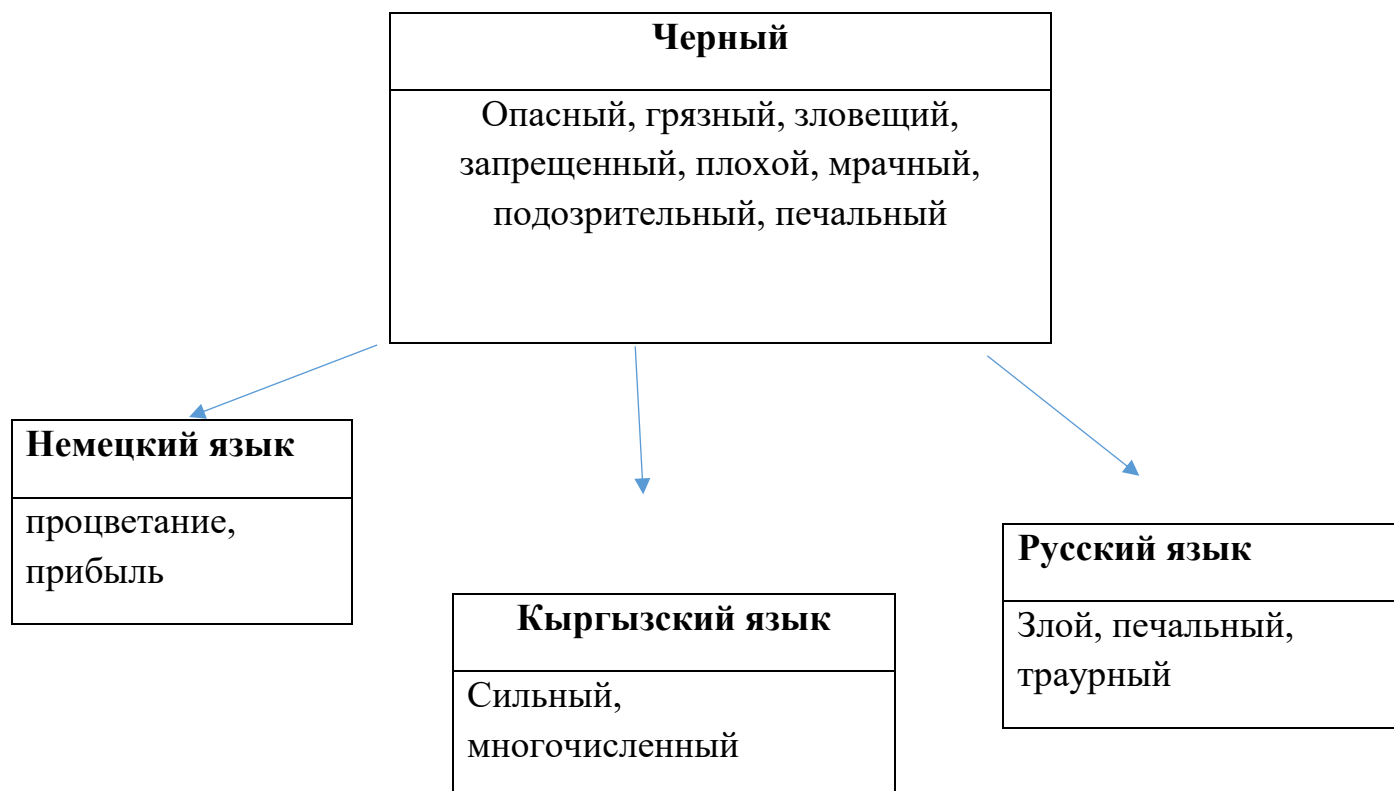 Черный
Опасный, грязный, зловещий,
запрещенный, плохой, мрачный,
подозрительный, печальный
Немецкий язык
процветание,
прибыль
Кыргызский язык
Сильный,
многочисленный
Русский язык
Злой, печальный,
траурный